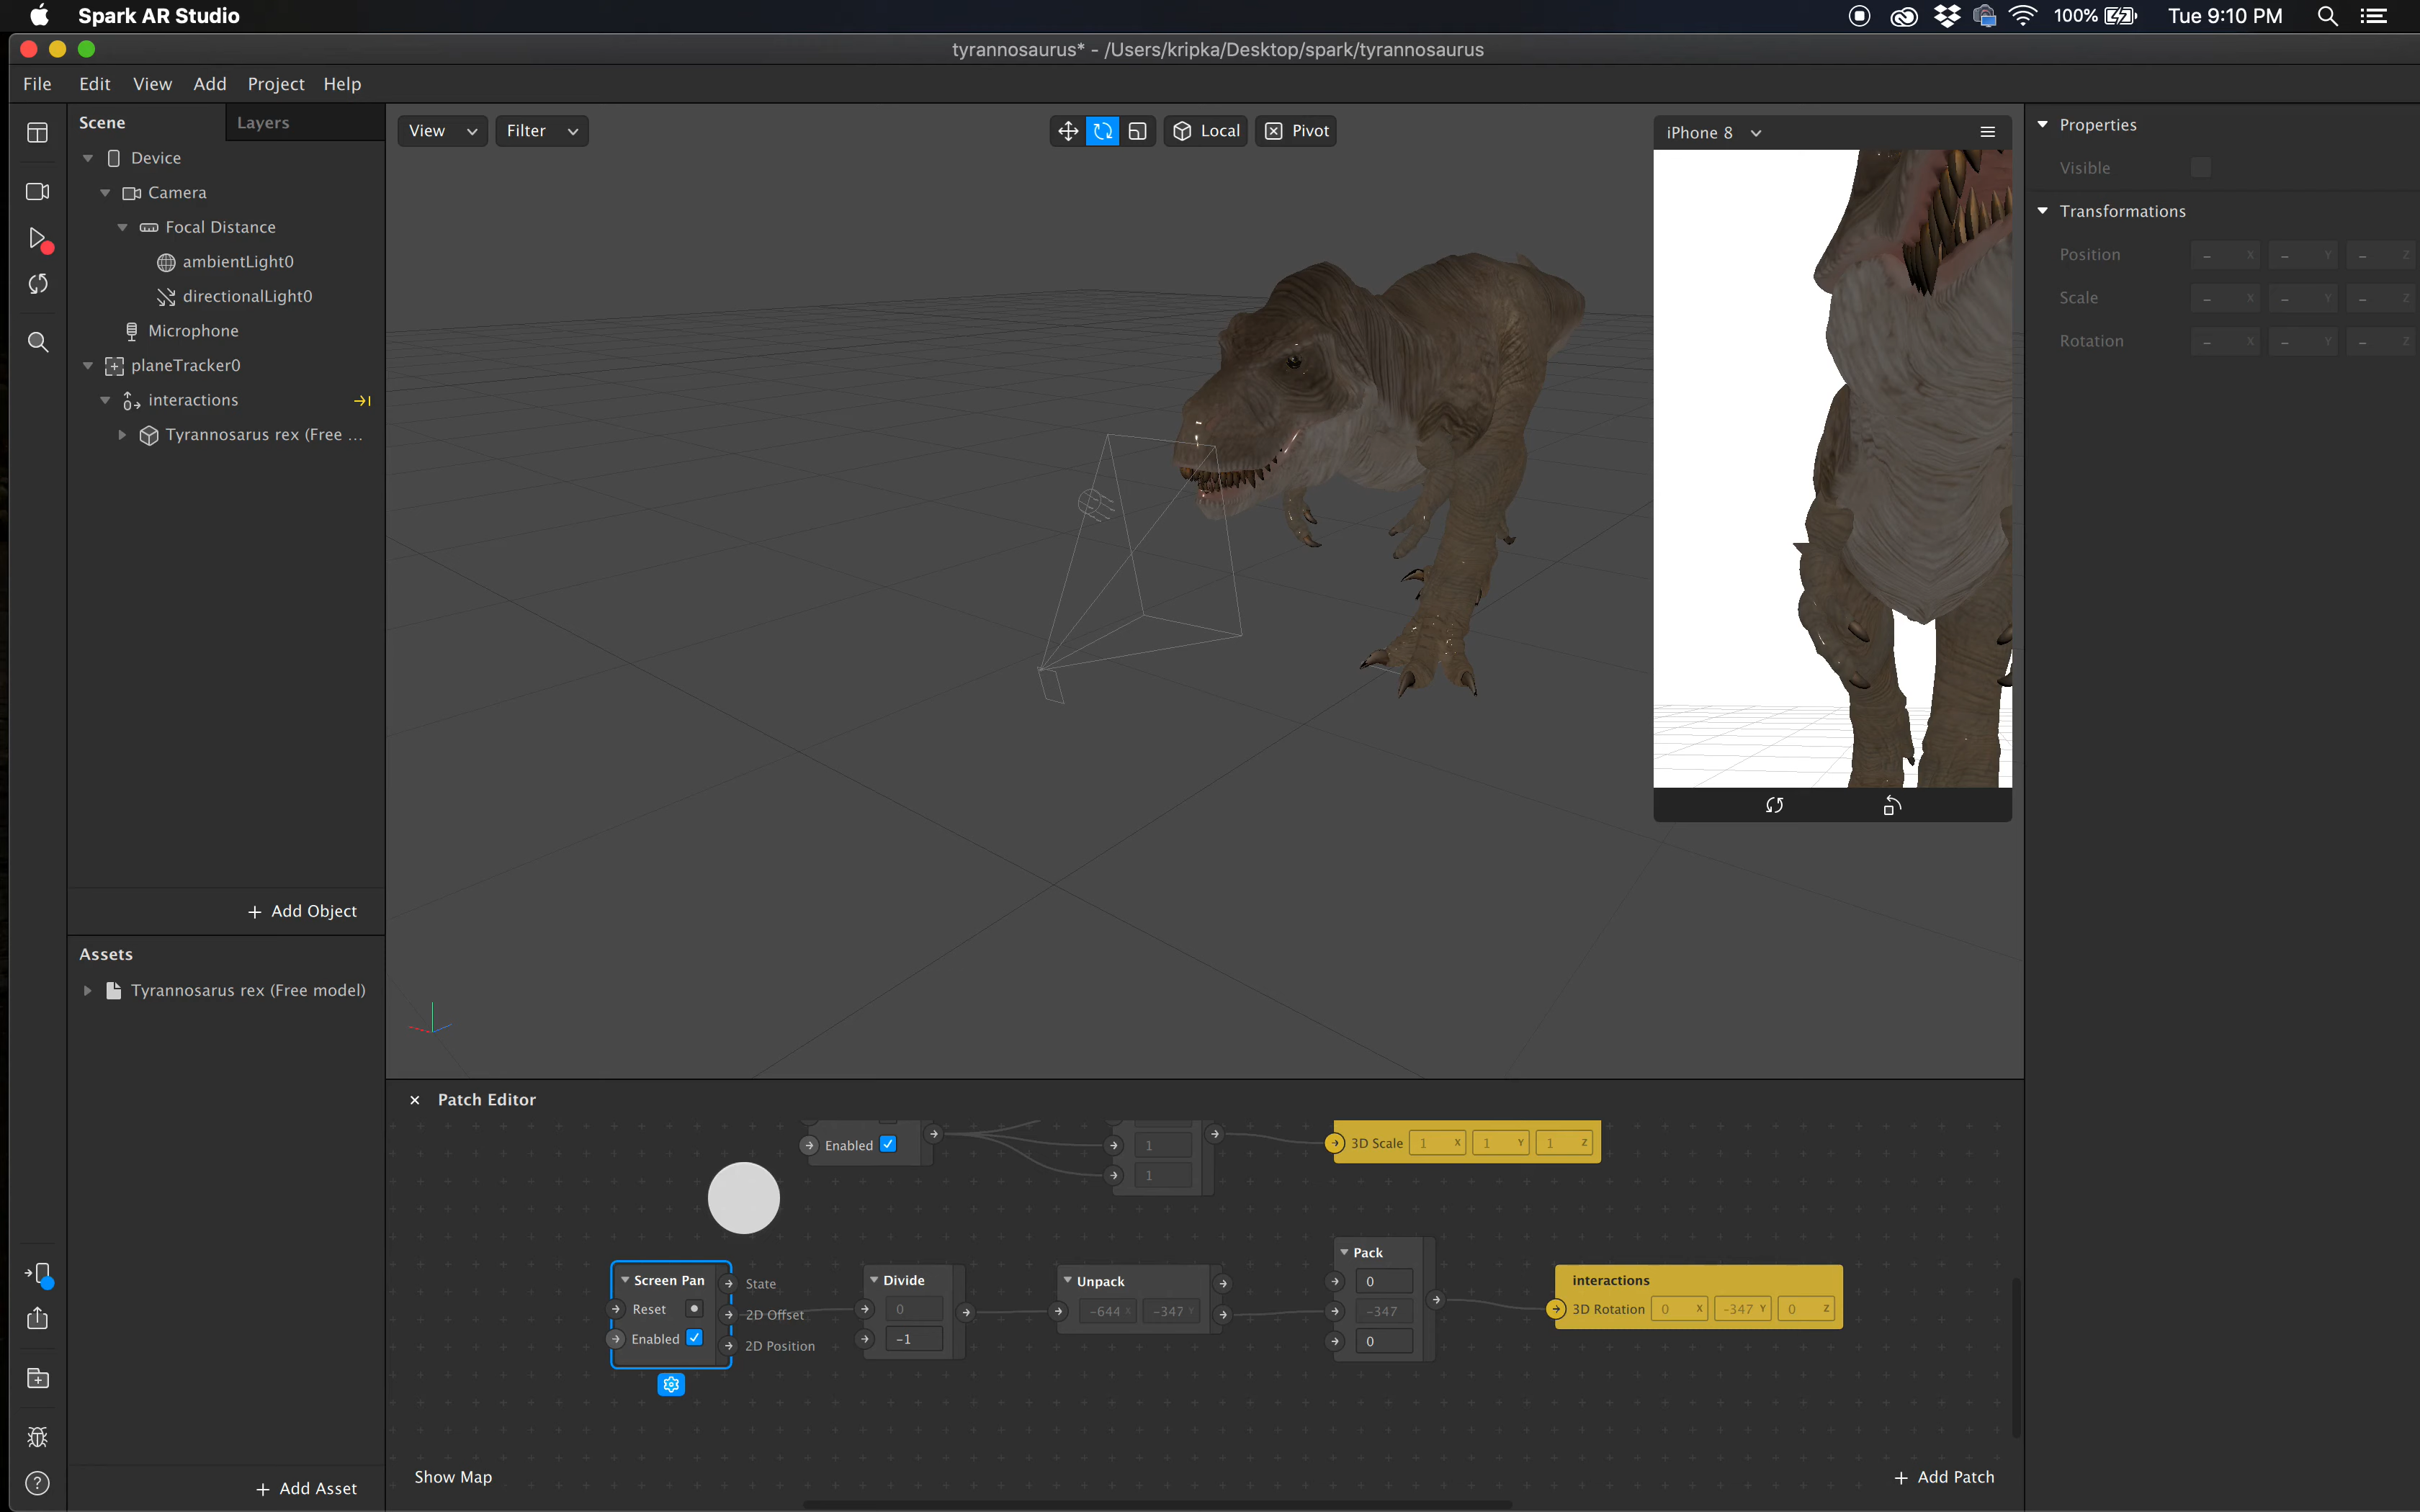 Spark AR Studio
100%
Tue 9:10 PM
tyrannosaurus* - /Users/kripka/Desktop/spark/tyrannosaurus
File Edit View Add Project Help
Scene
Layers
Device
Camera
Focal Distance
ambientLight0
directionalLight0
Microphone
planeTracker0
interactions
Tyrannosarus rex (Free ...
+ Add Object
Assets
Tyrannosarus rex (Free model)
+ Add Asset
View
Filter
Local
Pivot
iPhone 8
Properties
Visible
Transformations
Position – X – Y – Z
Scale – X – Y – Z
Rotation – X – Y – Z
× Patch Editor
Enabled
1
1
3D Scale 1 X 1 Y 1 Z
Screen Pan
Reset
Enabled
State
2D Offset
2D Position
Divide
0
-1
Unpack
-644 X -347 Y
Pack
0
-347
0
interactions
3D Rotation 0 X -347 Y 0 Z
Show Map
+ Add Patch